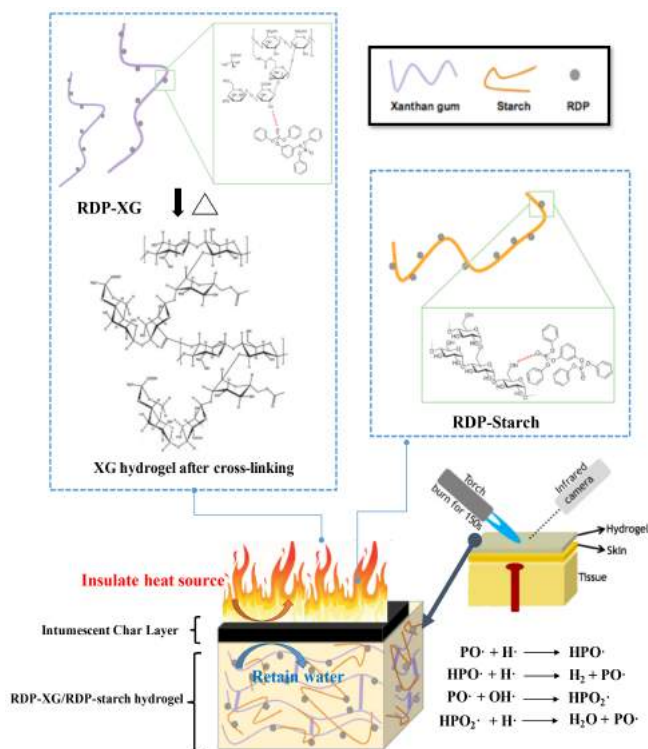 Xanthan gum Starch RDP
RDP-XG
XG hydrogel after cross-linking
RDP-Starch
Torch
burn for 150s
Infrared
camera
Hydrogel
Skin
Tissue
Insulate heat source
Intumescent Char Layer
Retain water
RDP-XG/RDP-starch hydrogel
PO· + H· → HPO·
HPO· + H· → H₂ + PO·
PO· + OH· → HPO₂·
HPO₂· + H· → H₂O + PO·